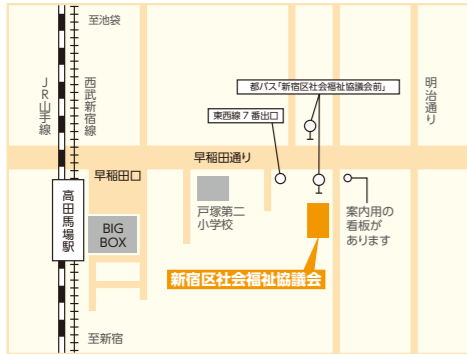 至池袋
JR山手線
西武新宿線
都バス「新宿区社会福祉協議会前」
明治通り
東西線7番出口
早稲田通り
早稲田口
高田馬場駅
BIG
BOX
戸塚第二
小学校
案内用の
看板が
あります
新宿区社会福祉協議会
至新宿